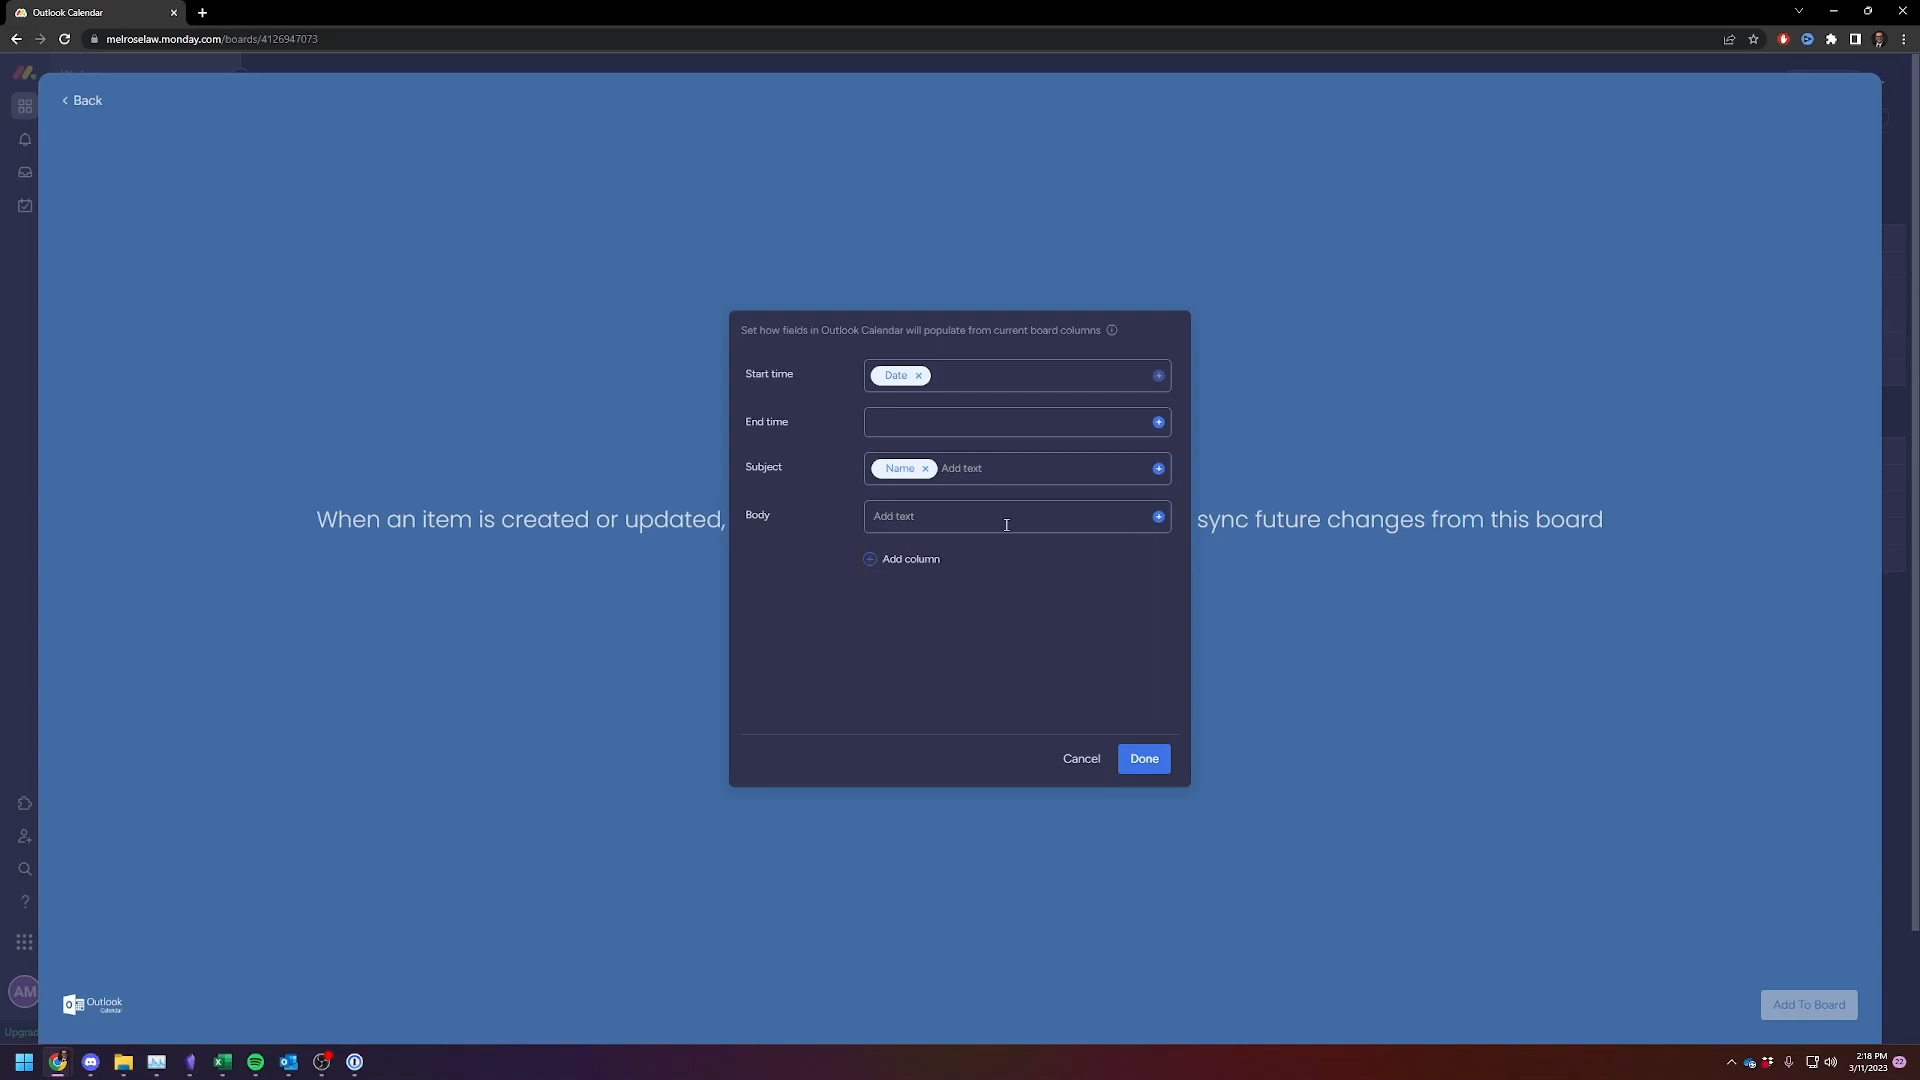 Outlook Calendar
melroselaw.monday.com/boards/4126947073
Back
Set how fields in Outlook Calendar will populate from current board columns
Start time
Date
End time
Subject
Name
Add text
Body
Add text
When an item is created or updated,
sync future changes from this board
Add column
Cancel
Done
AM
Outlook
Calendar
Add To Board
Upgrad
2:18 PM
3/11/2023
22